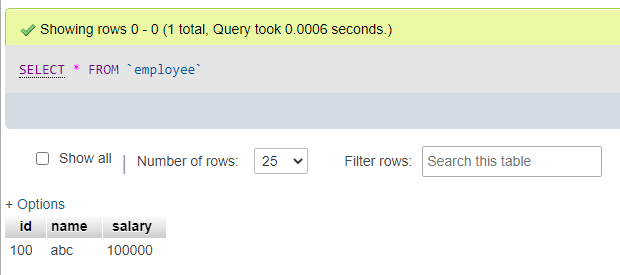 Showing rows 0 - 0 (1 total, Query took 0.0006 seconds.)
SELECT * FROM `employee`
Show all | Number of rows: 25 Filter rows: Search this table
+ Options
id name salary
100 abc 100000